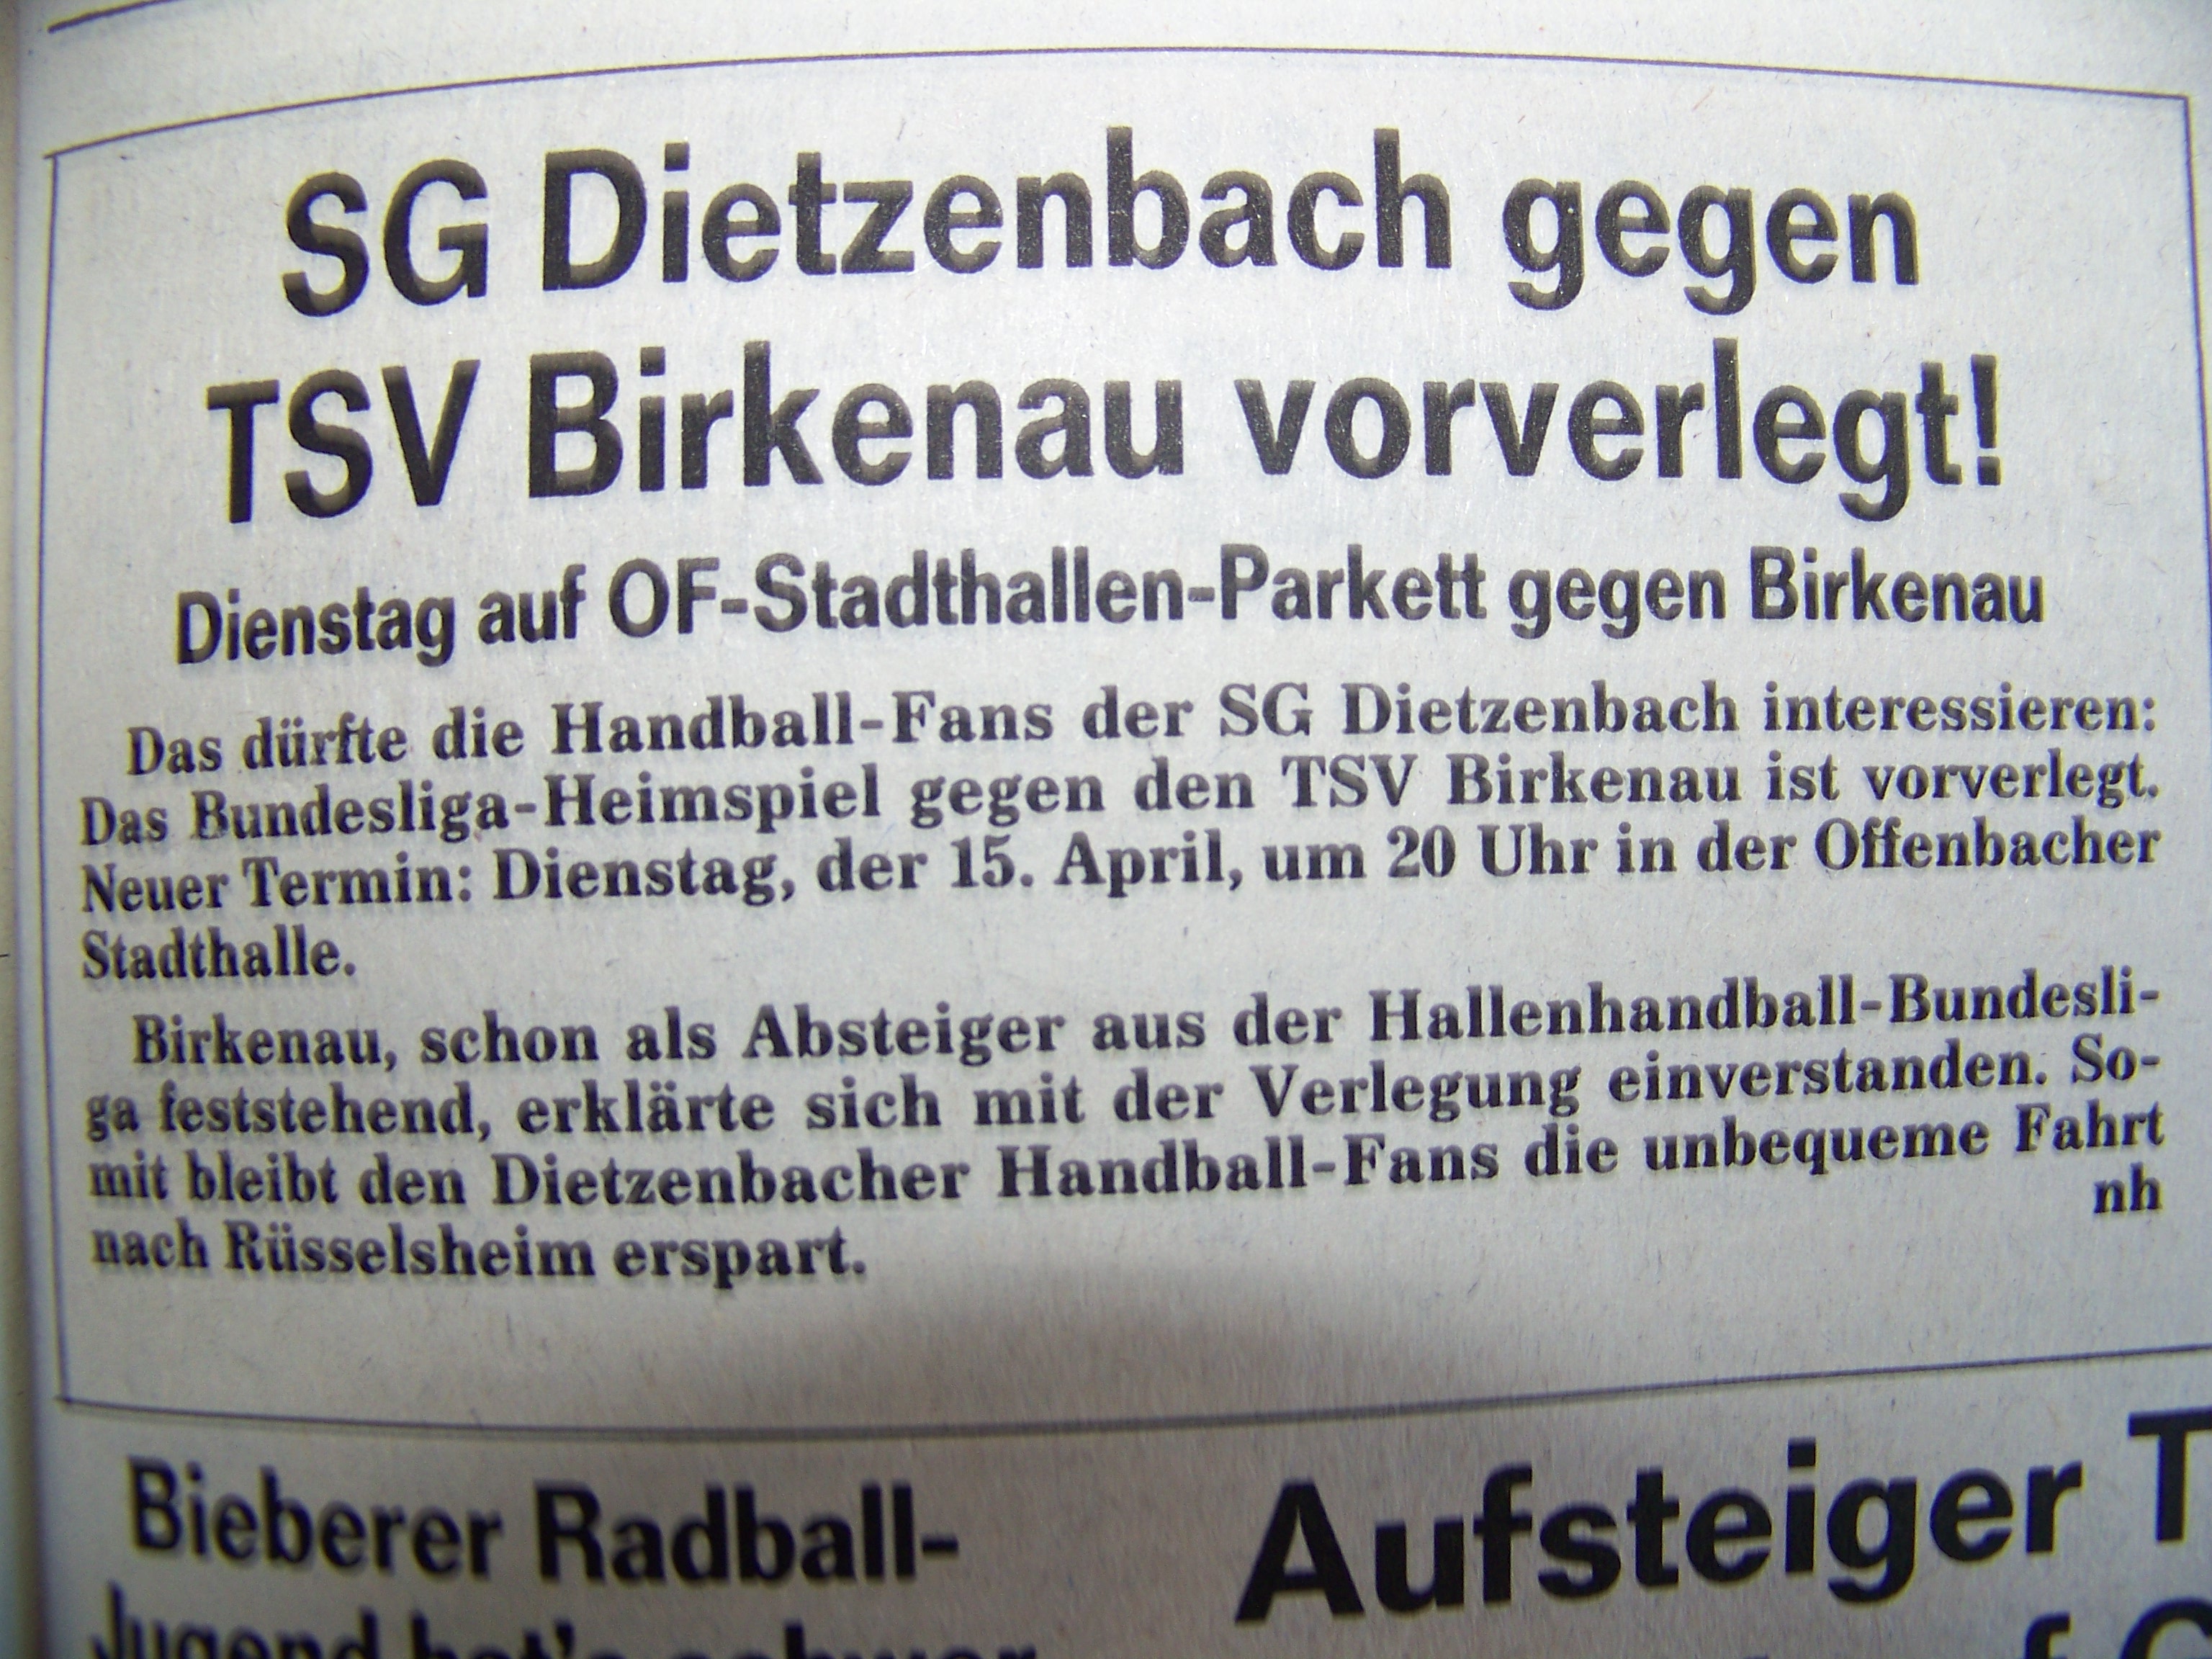 SG Dietzenbach gegen
TSV Birkenau vorverlegt!
Dienstag auf OF-Stadthallen-Parkett gegen Birkenau
Das dürfte die Handball-Fans der SG Dietzenbach interessieren:
Das Bundesliga-Heimspiel gegen den TSV Birkenau ist vorverlegt.
Neuer Termin: Dienstag, der 15. April, um 20 Uhr in der Offenbacher
Stadthalle.
Birkenau, schon als Absteiger aus der Hallenhandball-Bundesli-
ga feststehend, erklärte sich mit der Verlegung einverstanden. So-
mit bleibt den Dietzenbacher Handball-Fans die unbequeme Fahrt
nach Rüsselsheim erspart.
nh
Bieberer Radball-
Jugend hat's schwer
Aufsteiger T